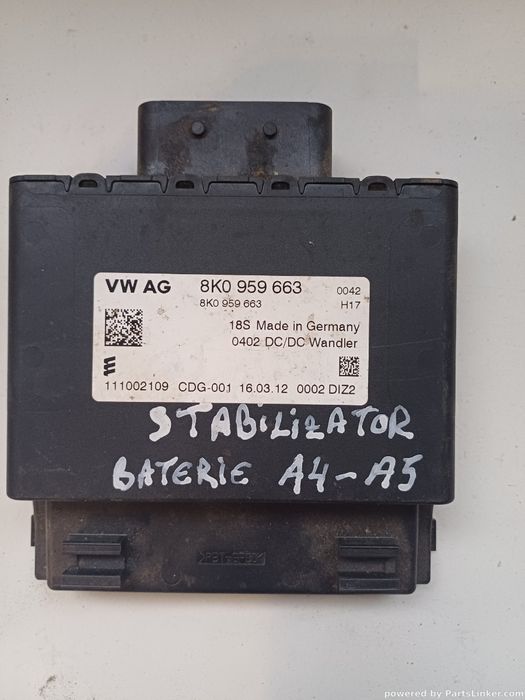 VW AG 8K0 959 663 0042
8K0 959 663 H17
18S Made in Germany
0402 DC/DC Wandler
111002109 CDG-001 16.03.12 0002 DIZ2
STABiLizATOR
BATERIE A4-A5
powered by PartsLinker.com